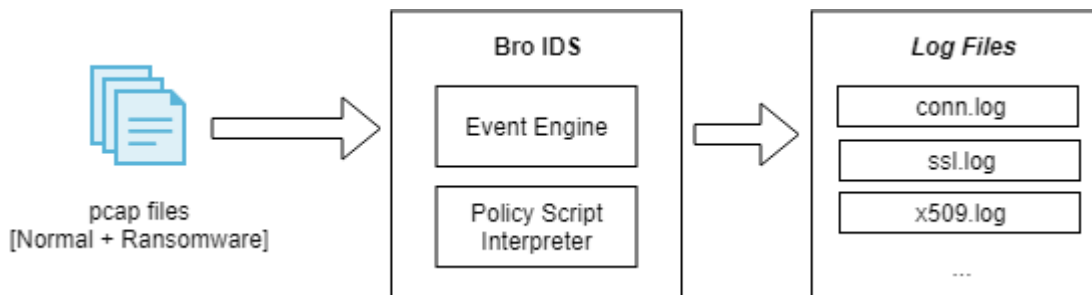 pcap files
[Normal + Ransomware]
Bro IDS
Event Engine
Policy Script
Interpreter
Log Files
conn.log
ssl.log
x509.log
...